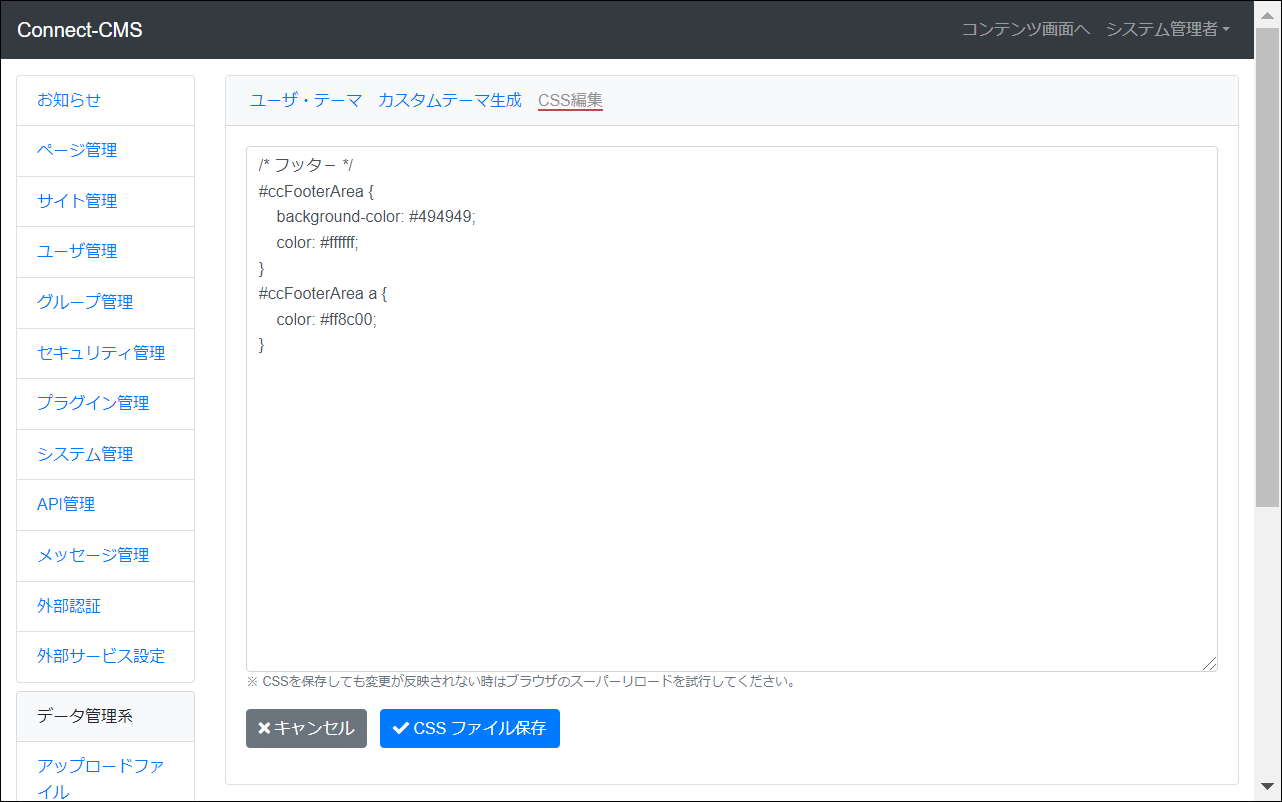 Connect-CMS
コンテンツ画面へ システム管理者
お知らせ
ページ管理
サイト管理
ユーザ管理
グループ管理
セキュリティ管理
プラグイン管理
システム管理
API管理
メッセージ管理
外部認証
外部サービス設定
データ管理系
アップロードファ
イル
ユーザ・テーマ カスタムテーマ生成 CSS編集
/* フッター */
#ccFooterArea {
    background-color: #494949;
    color: #ffffff;
}
#ccFooterArea a {
    color: #ff8c00;
}
※ CSSを保存しても変更が反映されない時はブラウザのスーパーリロードを試行してください。
キャンセル CSS ファイル保存